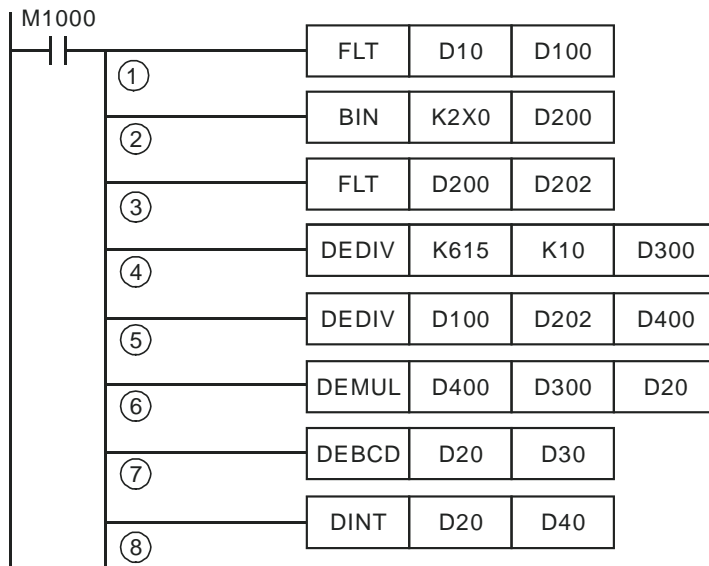 M1000
① FLT D10 D100
② BIN K2X0 D200
③ FLT D200 D202
④ DEDIV K615 K10 D300
⑤ DEDIV D100 D202 D400
⑥ DEMUL D400 D300 D20
⑦ DEBCD D20 D30
⑧ DINT D20 D40